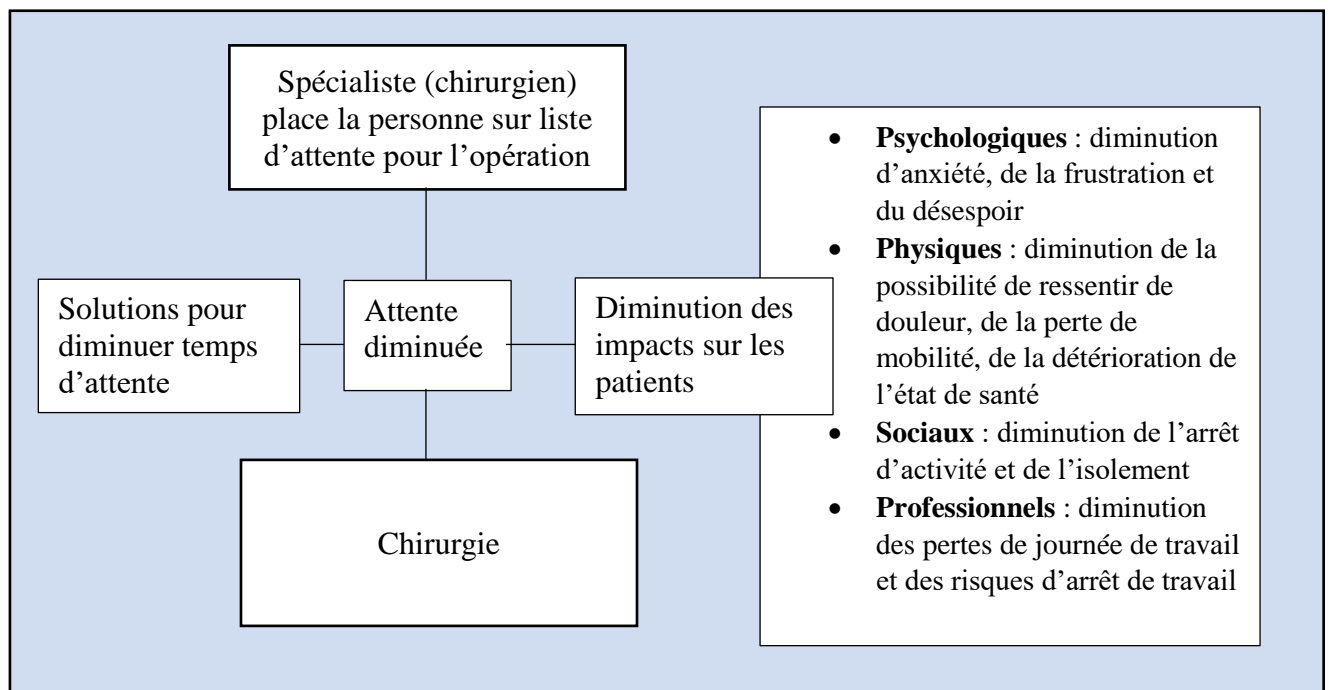 Spécialiste (chirurgien)
place la personne sur liste
d’attente pour l’opération
Solutions pour
diminuer temps
d’attente
Attente
diminuée
Diminution des
impacts sur les
patients
Chirurgie
• Psychologiques : diminution
d’anxiété, de la frustration et
du désespoir
• Physiques : diminution de la
possibilité de ressentir de
douleur, de la perte de
mobilité, de la détérioration de
l’état de santé
• Sociaux : diminution de l’arrêt
d’activité et de l’isolement
• Professionnels : diminution
des pertes de journée de travail
et des risques d’arrêt de travail